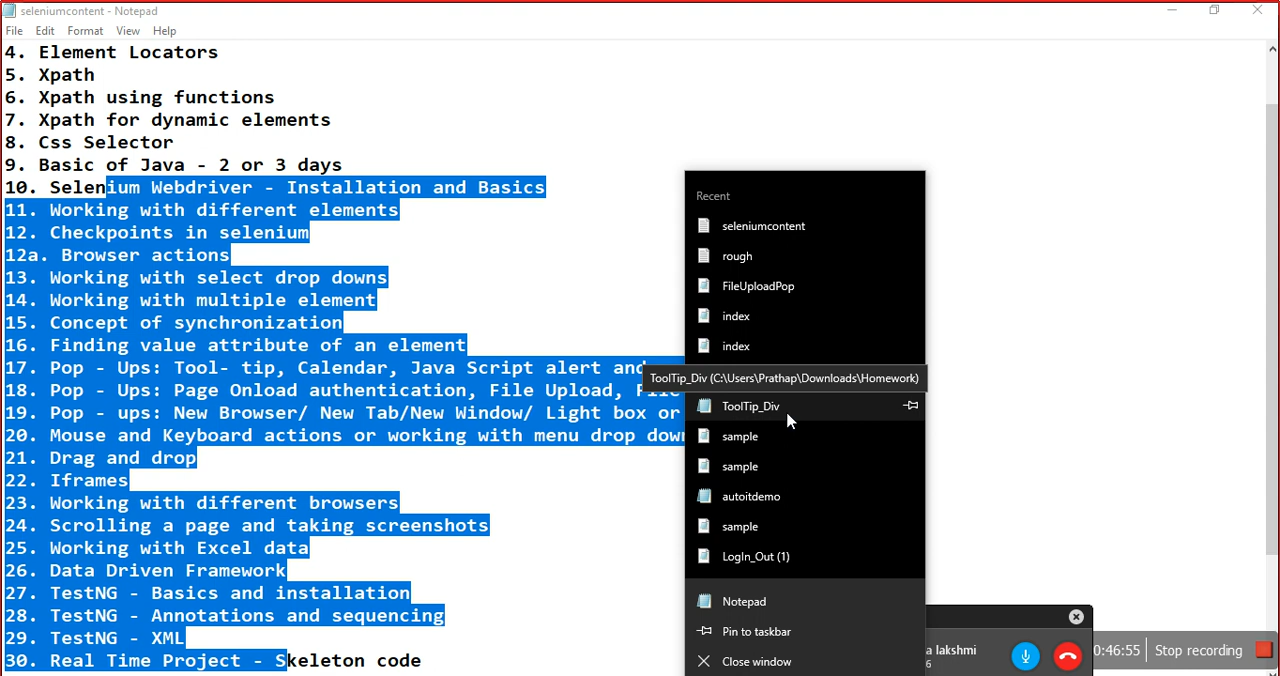 seleniumcontent - Notepad
File Edit Format View Help
4. Element Locators
5. Xpath
6. Xpath using functions
7. Xpath for dynamic elements
8. Css Selector
9. Basic of Java - 2 or 3 days
10. Selenium Webdriver - Installation and Basics
11. Working with different elements
12. Checkpoints in selenium
12a. Browser actions
13. Working with select drop downs
14. Working with multiple element
15. Concept of synchronization
16. Finding value attribute of an element
17. Pop - Ups: Tool- tip, Calendar, Java Script alert and
18. Pop - Ups: Page Onload authentication, File Upload,
19. Pop - ups: New Browser/ New Tab/New Window/ Light box or
20. Mouse and Keyboard actions or working with menu drop dow
21. Drag and drop
22. Iframes
23. Working with different browsers
24. Scrolling a page and taking screenshots
25. Working with Excel data
26. Data Driven Framework
27. TestNG - Basics and installation
28. TestNG - Annotations and sequencing
29. TestNG - XML
30. Real Time Project - Skeleton code
Recent
seleniumcontent
rough
FileUploadPop
index
index
ToolTip_Div (C:\Users\Prathap\Downloads\Homework)
ToolTip_Div
sample
sample
autoitdemo
sample
LogIn_Out (1)
Notepad
Pin to taskbar
Close window
a lakshmi
6
0:46:55 Stop recording